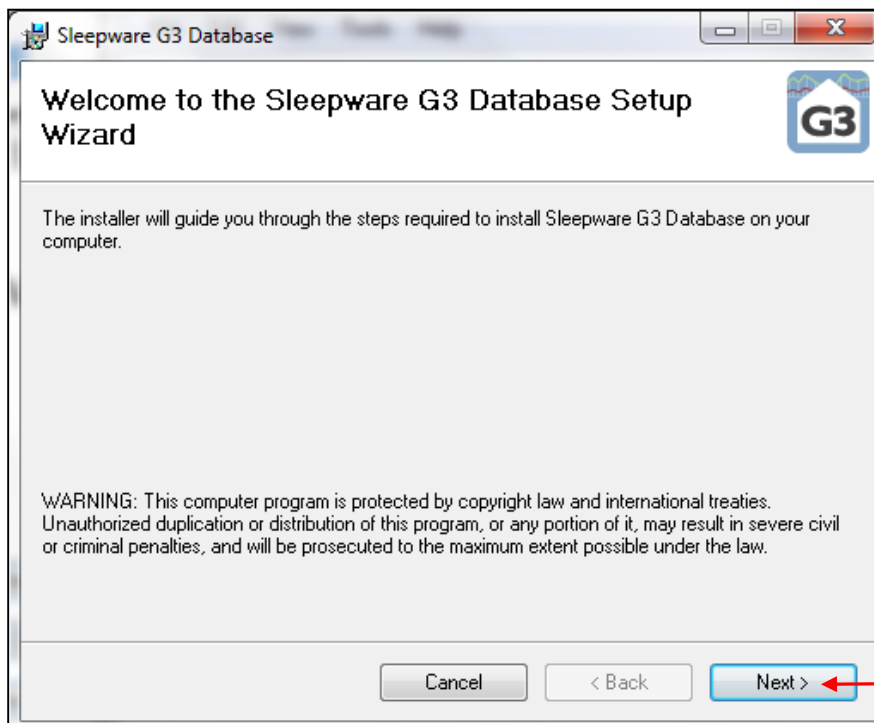 Sleepware G3 Database
View Tools Help
Welcome to the Sleepware G3 Database Setup
Wizard
G3
The installer will guide you through the steps required to install Sleepware G3 Database on your
computer.
WARNING: This computer program is protected by copyright law and international treaties.
Unauthorized duplication or distribution of this program, or any portion of it, may result in severe civil
or criminal penalties, and will be prosecuted to the maximum extent possible under the law.
Cancel
< Back
Next >